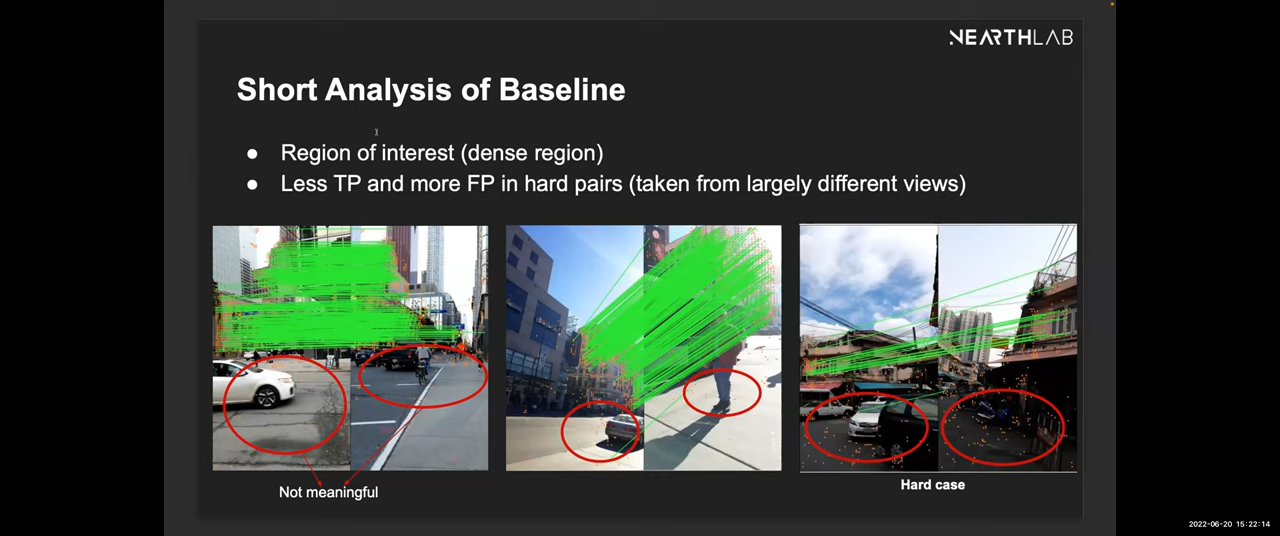 NEARTHLAB
Short Analysis of Baseline
● Region of interest (dense region)
● Less TP and more FP in hard pairs (taken from largely different views)
Not meaningful
Hard case
2022-06-20 15:22:14